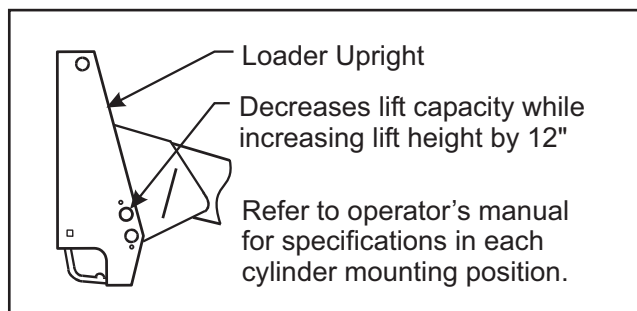 Loader Upright
Decreases lift capacity while
increasing lift height by 12"
Refer to operator’s manual
for specifications in each
cylinder mounting position.